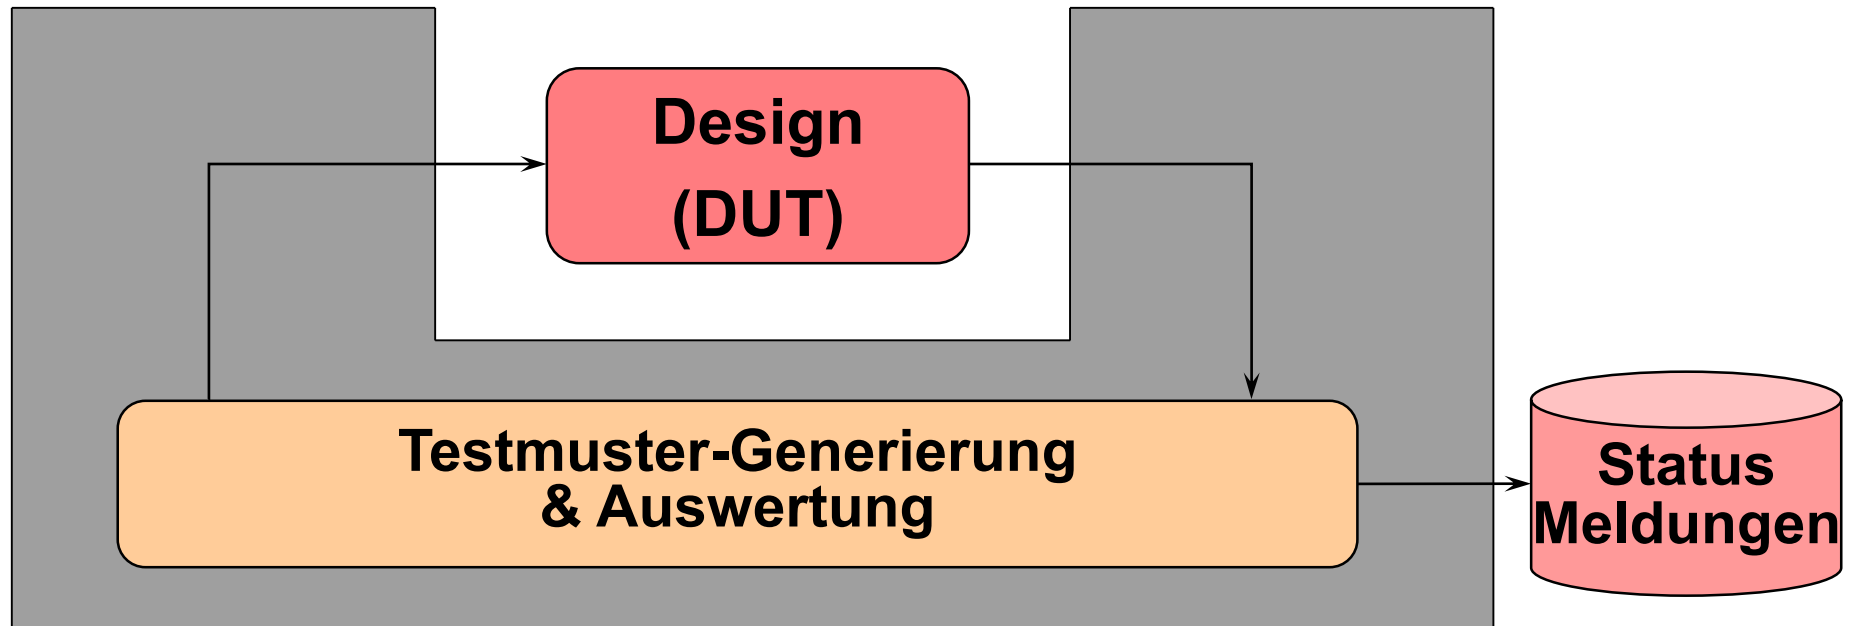 Design
(DUT)
Testmuster-Generierung
& Auswertung
Status
Meldungen